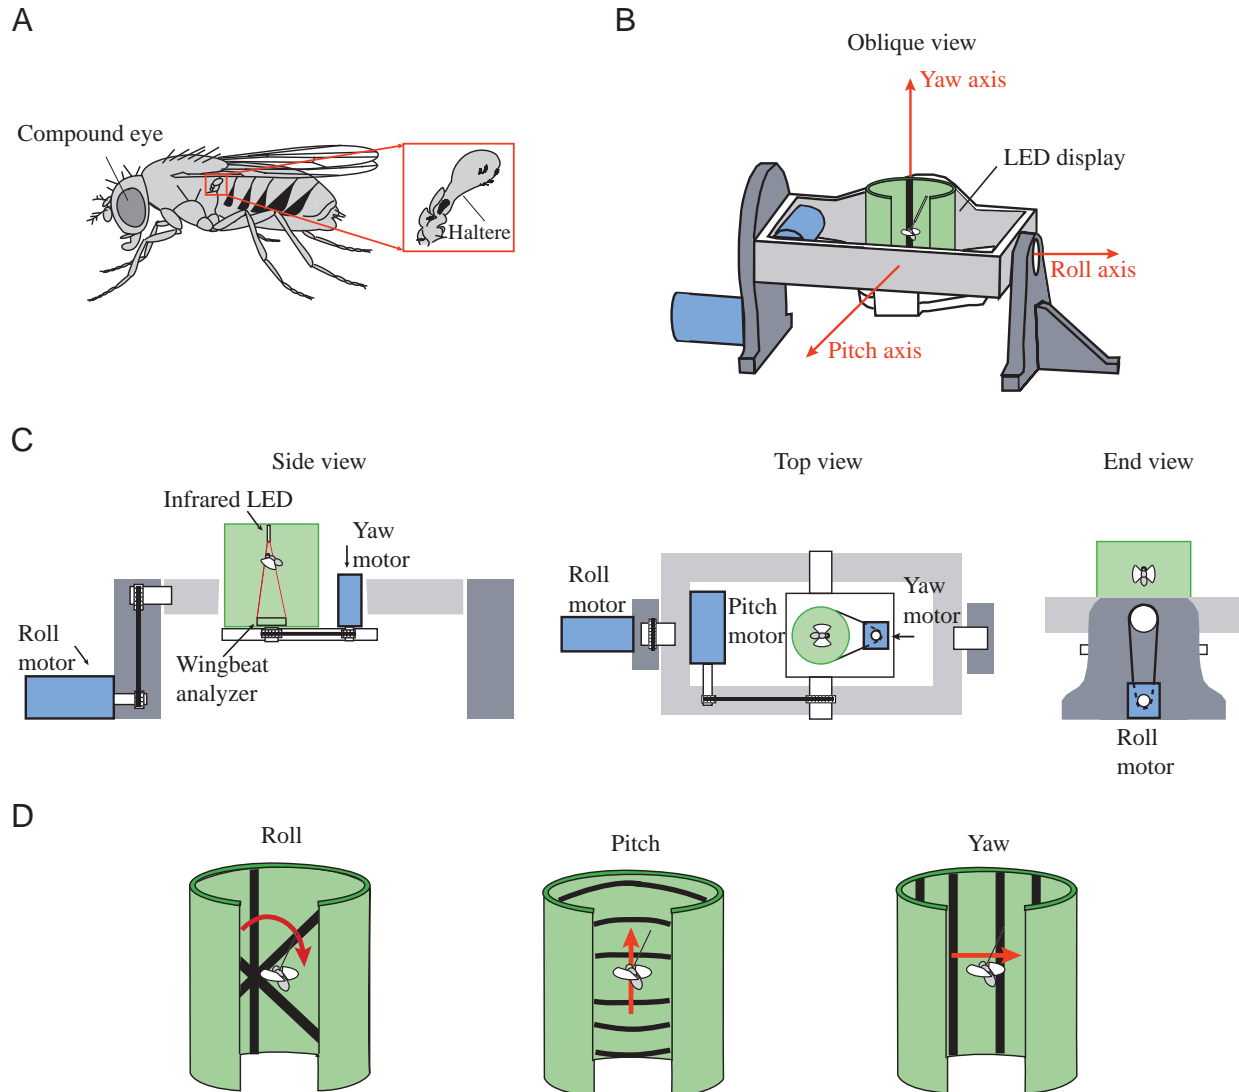 A
Compound eye
Haltere
B
Oblique view
Yaw axis
LED display
Roll axis
Pitch axis
C
Side view
Infrared LED
Yaw
motor
Roll
motor
Wingbeat
analyzer
Top view
Roll
motor
Pitch
motor
Yaw
motor
End view
Roll
motor
D
Roll
Pitch
Yaw